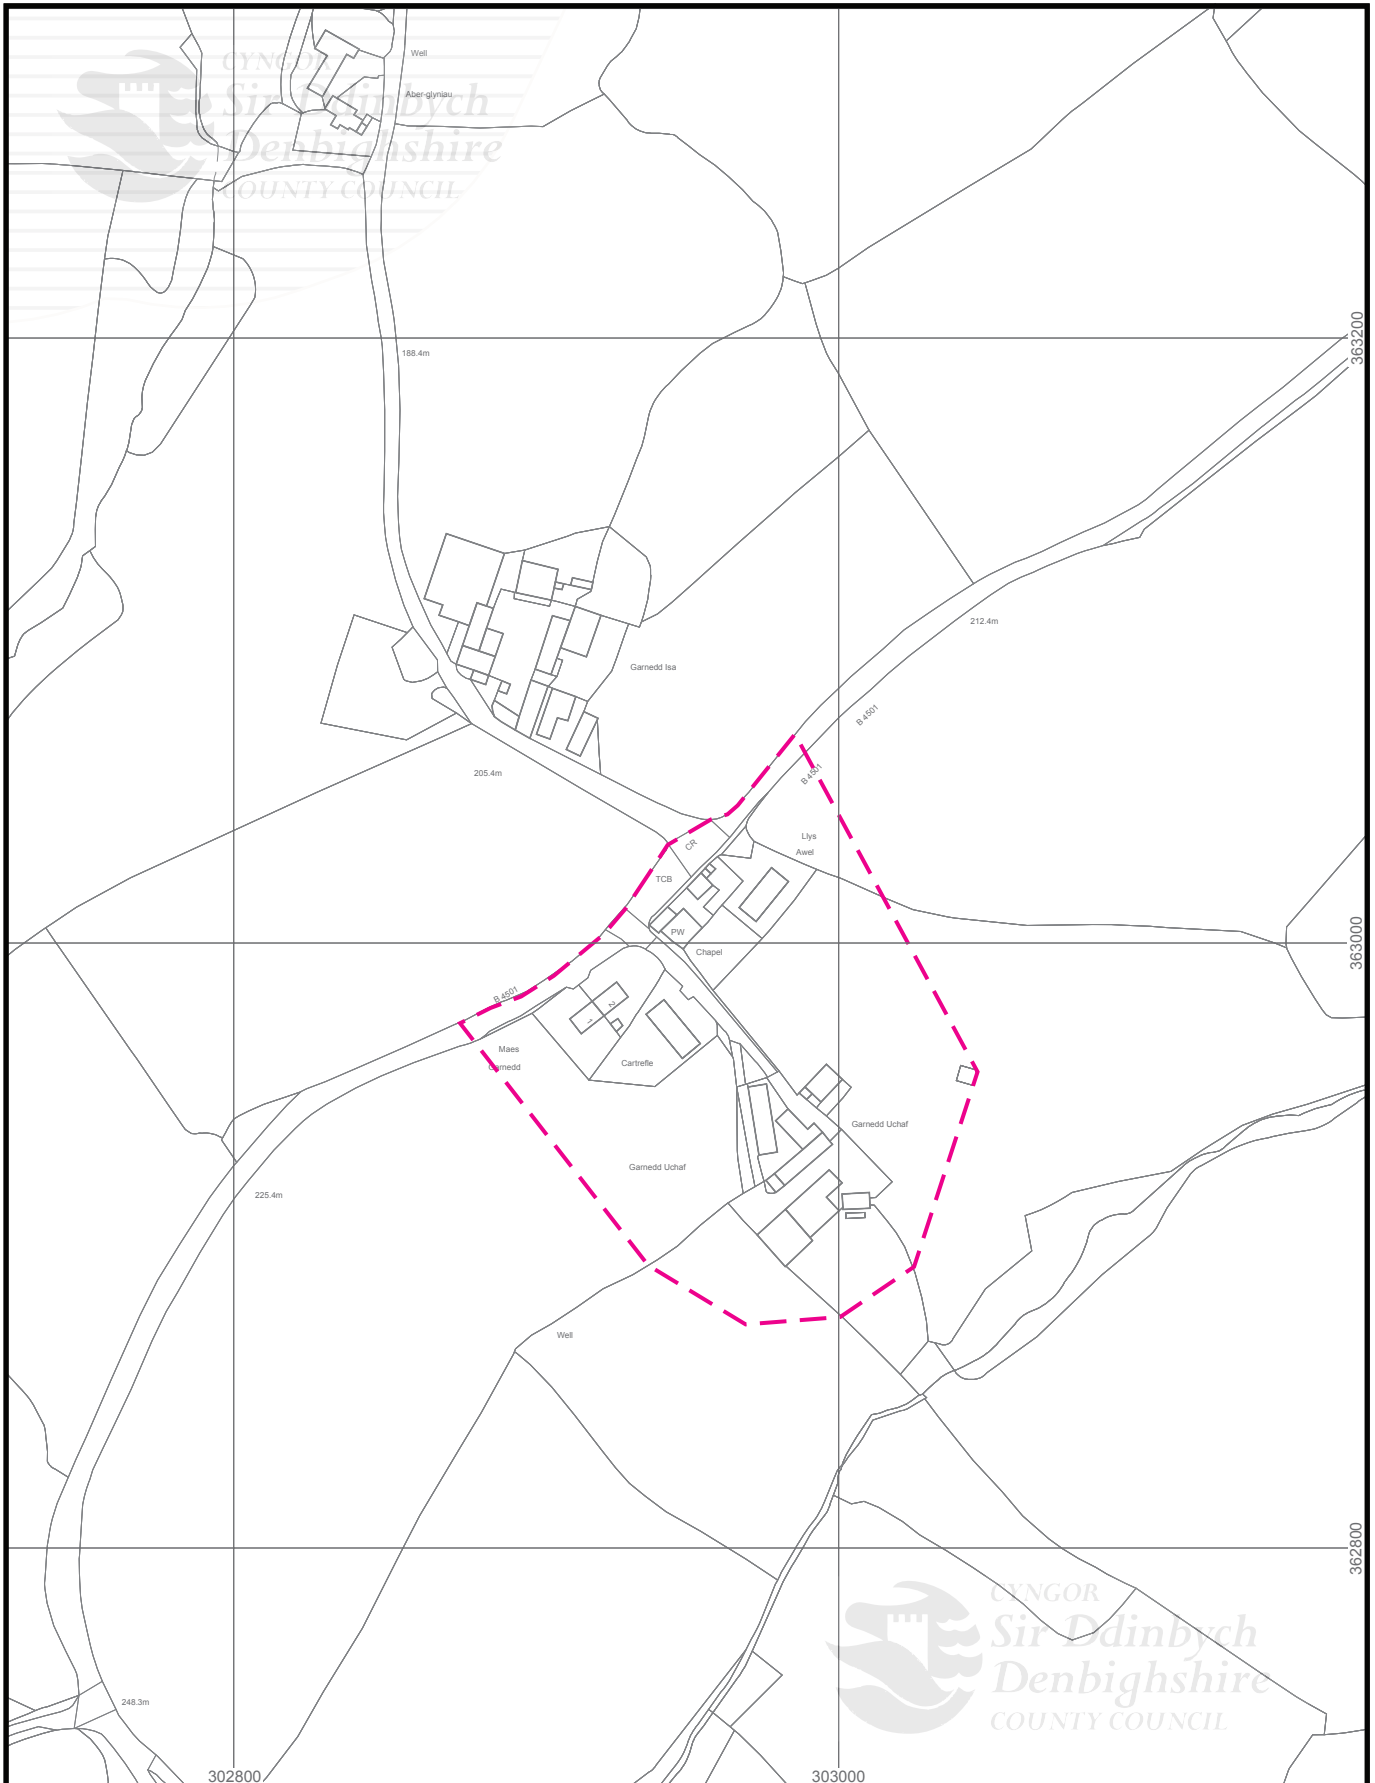 CYNGOR
Sir Ddinbych
Denbighshire
COUNTY COUNCIL
Well
Aber-glyniau
363200
188.4m
212.4m
Garnedd Isa
B 4501
205.4m
B 4501
Llys
Awel
CR
TCB
PW
Chapel
363000
B 4501
2
1
Maes
Garnedd
Cartrefle
Garnedd Uchaf
Garnedd Uchaf
225.4m
Well
362800
CYNGOR
Sir Ddinbych
Denbighshire
COUNTY COUNCIL
248.3m
302800
303000